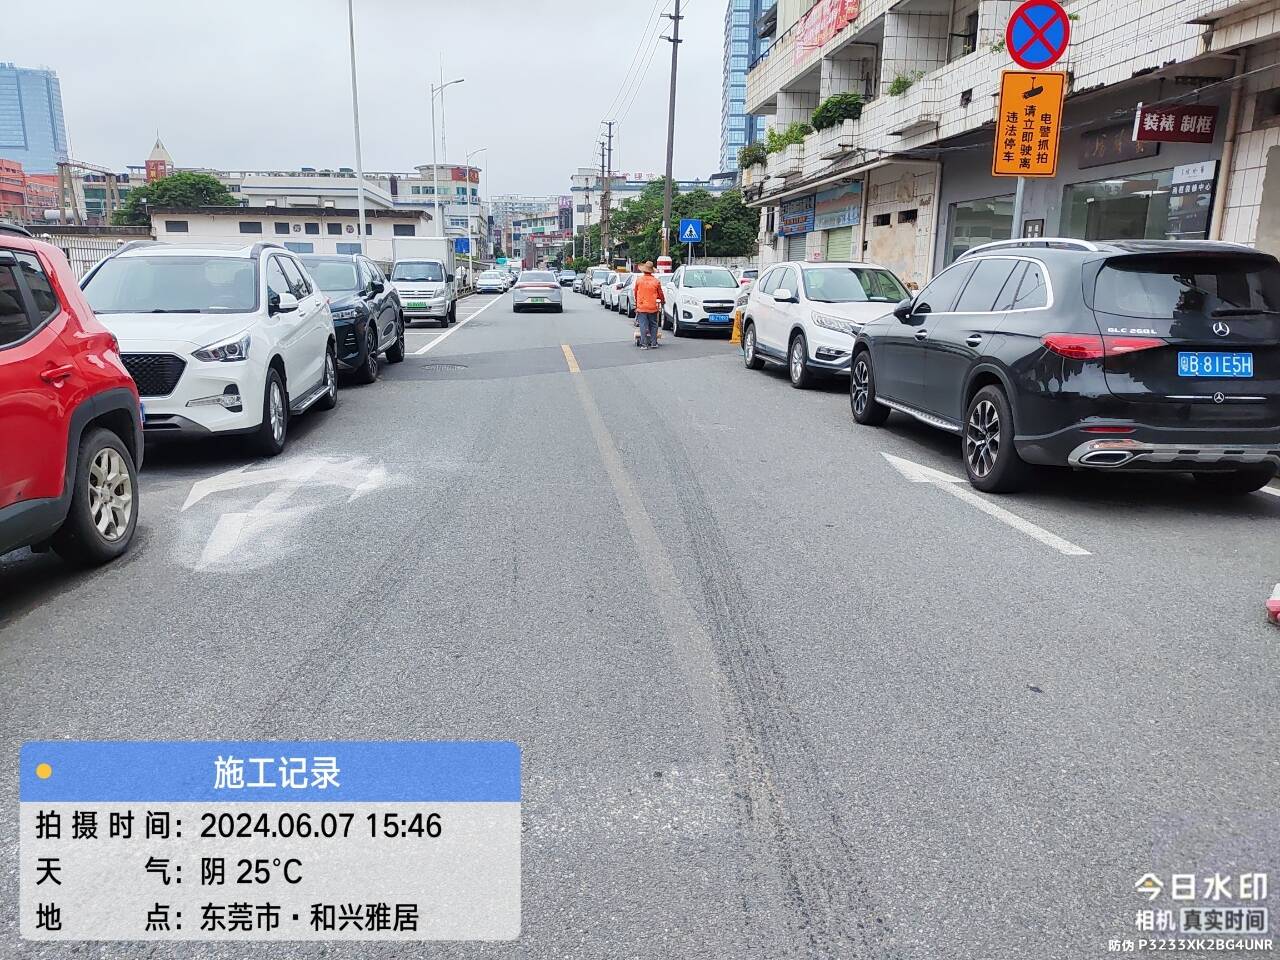 电警抓拍
请立即驶离
违法停车
装裱 制框
GLC 260 L
粤B·81E5H
施工记录
拍摄时间：2024.06.07 15:46
天气：阴 25°C
地点：东莞市·和兴雅居
今日水印
相机 真实时间
防伪 P3233XK2BG4UNR